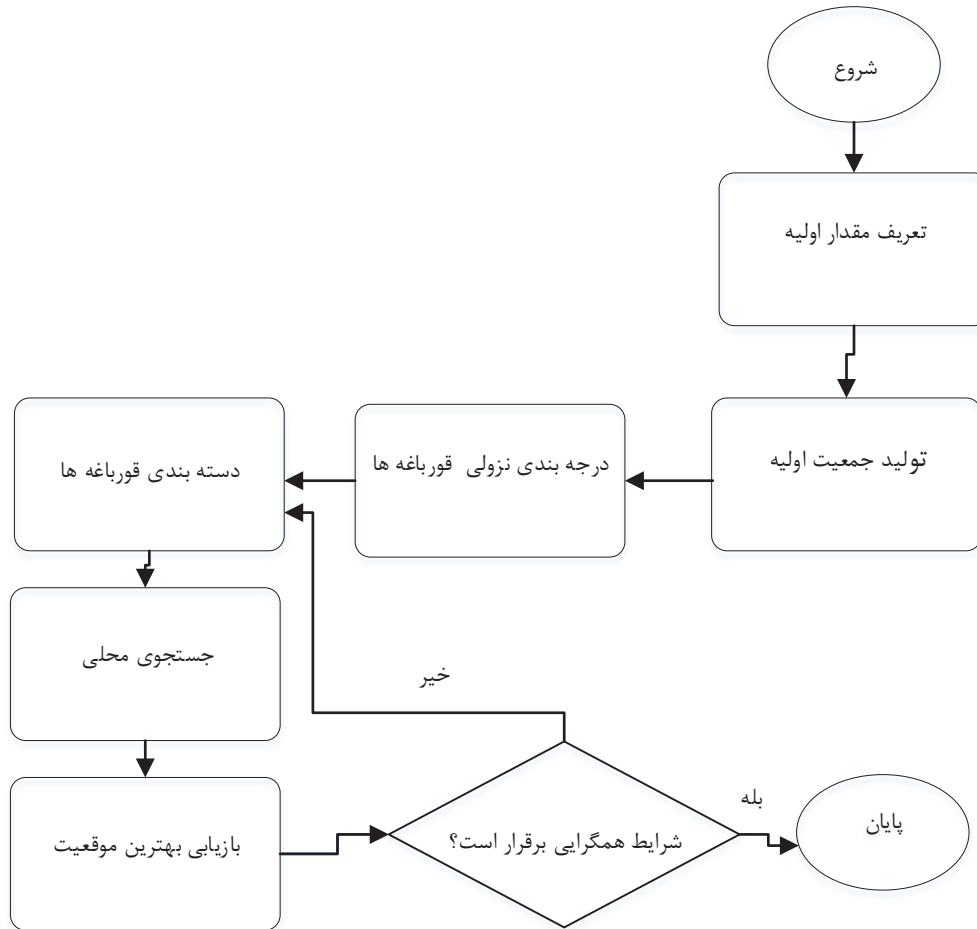 شروع
تعریف مقدار اولیه
تولید جمعیت اولیه
درجه بندی نزولی قورباغه ها
دسته بندی قورباغه ها
جستجوی محلی
بازیابی بهترین موقعیت
شرایط همگرایی برقرار است؟
خیر
بله
پایان